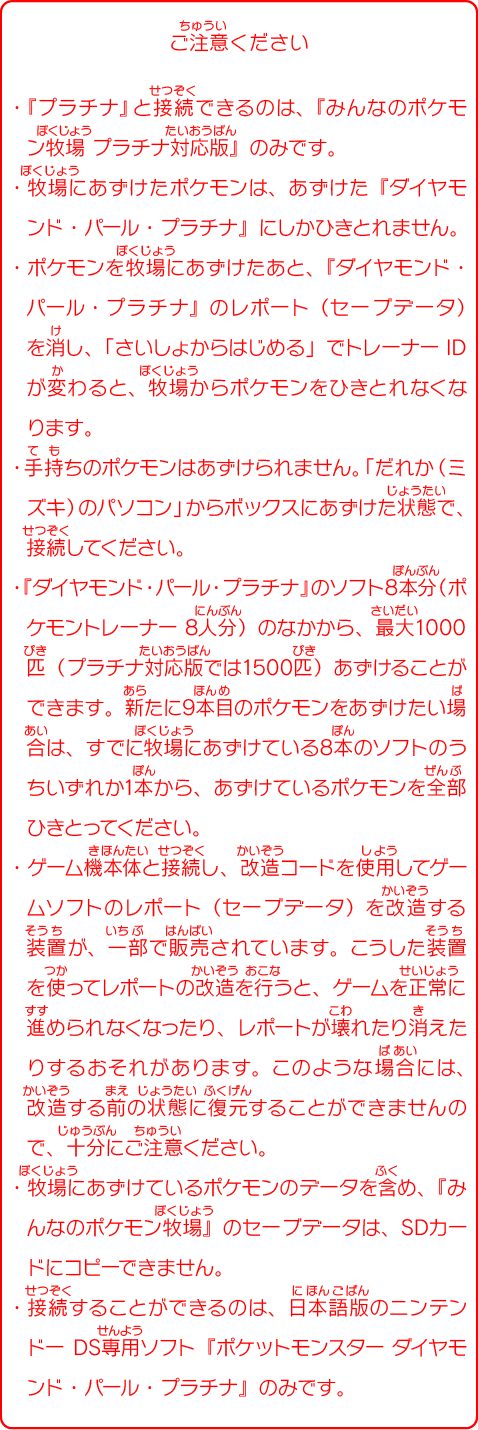 ご注意ください
・『プラチナ』と接続できるのは、『みんなのポケモ
ン牧場 プラチナ対応版』のみです。
・牧場にあずけたポケモンは、あずけた『ダイヤモ
ンド・パール・プラチナ』にしかひきとれません。
・ポケモンを牧場にあずけたあと、『ダイヤモンド・
パール・プラチナ』のレポート（セーブデータ）
を消し、「さいしょからはじめる」でトレーナー ID
が変わると、牧場からポケモンをひきとれなくな
ります。
・手持ちのポケモンはあずけられません。「だれか（ミ
ズキ）のパソコン」からボックスにあずけた状態で、
接続してください。
・『ダイヤモンド・パール・プラチナ』のソフト8本分（ポ
ケモントレーナー 8人分）のなかから、最大1000
匹（プラチナ対応版では1500匹）あずけることが
できます。新たに9本目のポケモンをあずけたい場
合は、すでに牧場にあずけている8本のソフトのう
ちいずれか1本から、あずけているポケモンを全部
ひきとってください。
・ゲーム機本体と接続し、改造コードを使用してゲー
ムソフトのレポート（セーブデータ）を改造する
装置が、一部で販売されています。こうした装置
を使ってレポートの改造を行うと、ゲームを正常に
進められなくなったり、レポートが壊れたり消えた
りするおそれがあります。このような場合には、
改造する前の状態に復元することができませんの
で、十分にご注意ください。
・牧場にあずけているポケモンのデータを含め、『み
んなのポケモン牧場』のセーブデータは、SDカー
ドにコピーできません。
・接続することができるのは、日本語版のニンテン
ドー DS専用ソフト『ポケットモンスター ダイヤモ
ンド・パール・プラチナ』のみです。